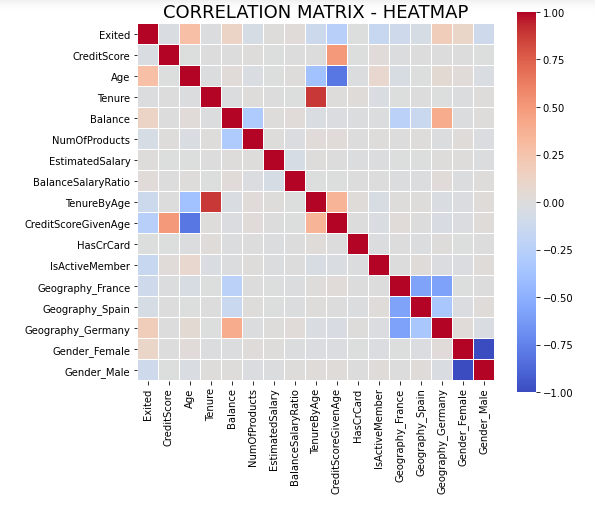 CORRELATION MATRIX - HEATMAP
Exited
CreditScore
Age
Tenure
Balance
NumOfProducts
EstimatedSalary
BalanceSalaryRatio
TenureByAge
CreditScoreGivenAge
HasCrCard
IsActiveMember
Geography_France
Geography_Spain
Geography_Germany
Gender_Female
Gender_Male
Exited
CreditScore
Age
Tenure
Balance
NumOfProducts
EstimatedSalary
BalanceSalaryRatio
TenureByAge
CreditScoreGivenAge
HasCrCard
IsActiveMember
Geography_France
Geography_Spain
Geography_Germany
Gender_Female
Gender_Male
1.00
0.75
0.50
0.25
0.00
−0.25
−0.50
−0.75
−1.00